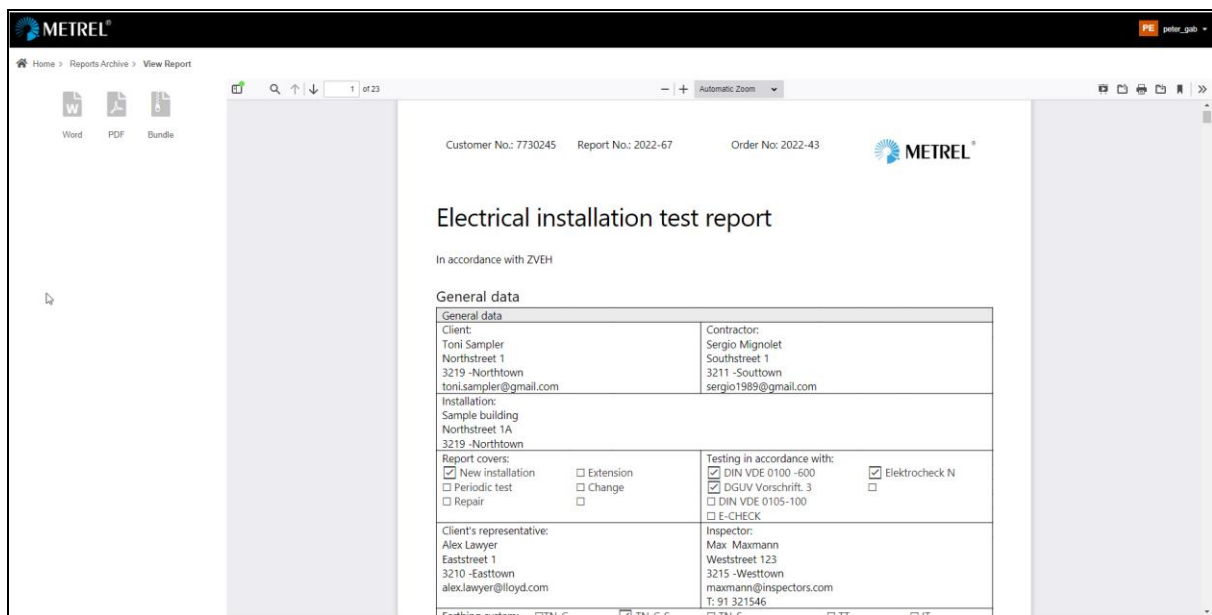 METREL®
PE peter_gab
Home > Reports Archive > View Report
1 of 23
Automatic Zoom
Word PDF Bundle
Customer No.: 7730245 Report No.: 2022-67 Order No: 2022-43 METREL®
Electrical installation test report
In accordance with ZVEH
General data
General data
Client: Contractor:
Toni Sampler Sergio Mignolet
Northstreet 1 Southstreet 1
3219 -Northtown 3211 -Souttown
toni.sampler@gmail.com sergio1989@gmail.com
Installation:
Sample building
Northstreet 1A
3219 -Northtown
Report covers: Testing in accordance with:
☑ New installation ☐ Extension ☑ DIN VDE 0100 -600 ☑ Elektrocheck N
☐ Periodic test ☐ Change ☑ DGUV Vorschrift. 3 ☐
☐ Repair ☐ ☐ DIN VDE 0105-100
☐ E-CHECK
Client's representative: Inspector:
Alex Lawyer Max Maxmann
Eaststreet 1 Weststreet 123
3210 -Easttown 3215 -Westtown
alex.lawyer@lloyd.com maxmann@inspectors.com
T: 91 321546